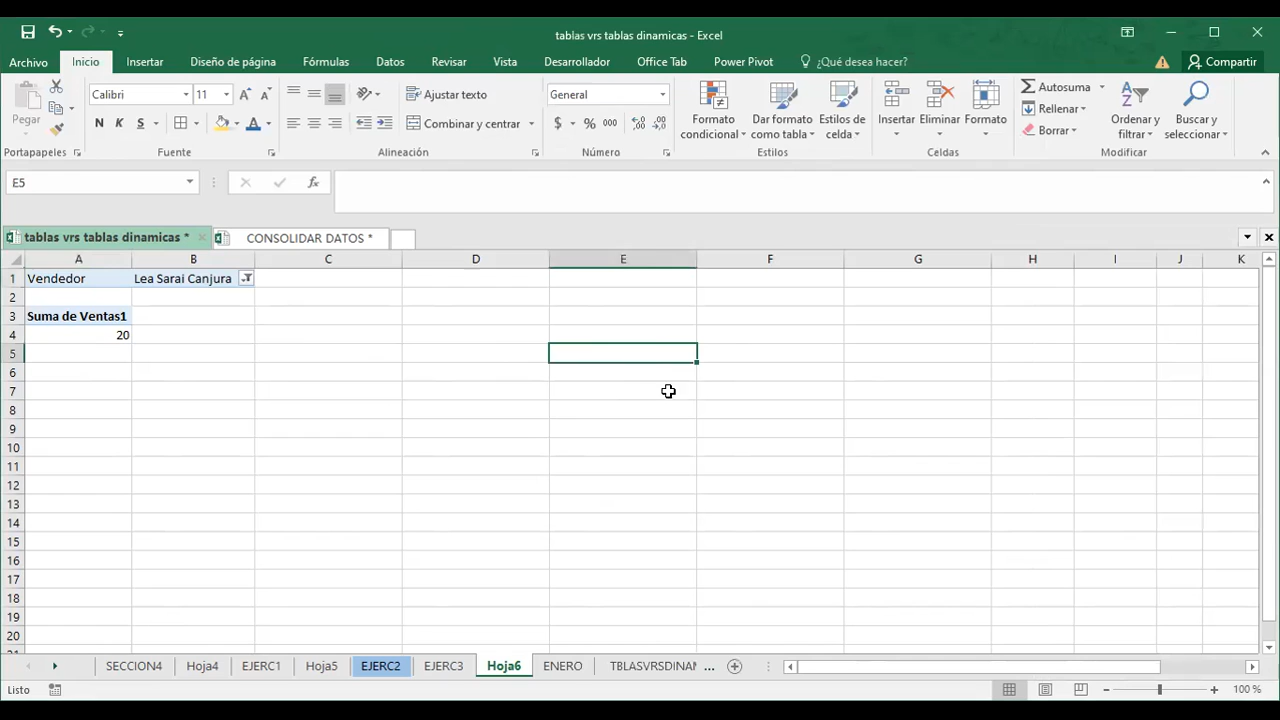 tablas vrs tablas dinamicas - Excel
Archivo Inicio Insertar Diseño de página Fórmulas Datos Revisar Vista Desarrollador Office Tab Power Pivot ¿Qué desea hacer? Compartir
Pegar
Calibri 11
N K S
Ajustar texto
Combinar y centrar
General
$ % 000
Formato condicional
Dar formato como tabla
Estilos de celda
Insertar
Eliminar
Formato
Autosuma
Rellenar
Borrar
Ordenar y filtrar
Buscar y seleccionar
Portapapeles Fuente Alineación Número Estilos Celdas Modificar
E5 fx
tablas vrs tablas dinamicas * CONSOLIDAR DATOS *
A B C D E F G H I J K
1 Vendedor Lea Sarai Canjura
2
3 Suma de Ventas1
4 20
5
6
7
8
9
10
11
12
13
14
15
16
17
18
19
20
SECCION4 Hoja4 EJERC1 Hoja5 EJERC2 EJERC3 Hoja6 ENERO TBLASVRSDINAM ...
Listo 100 %